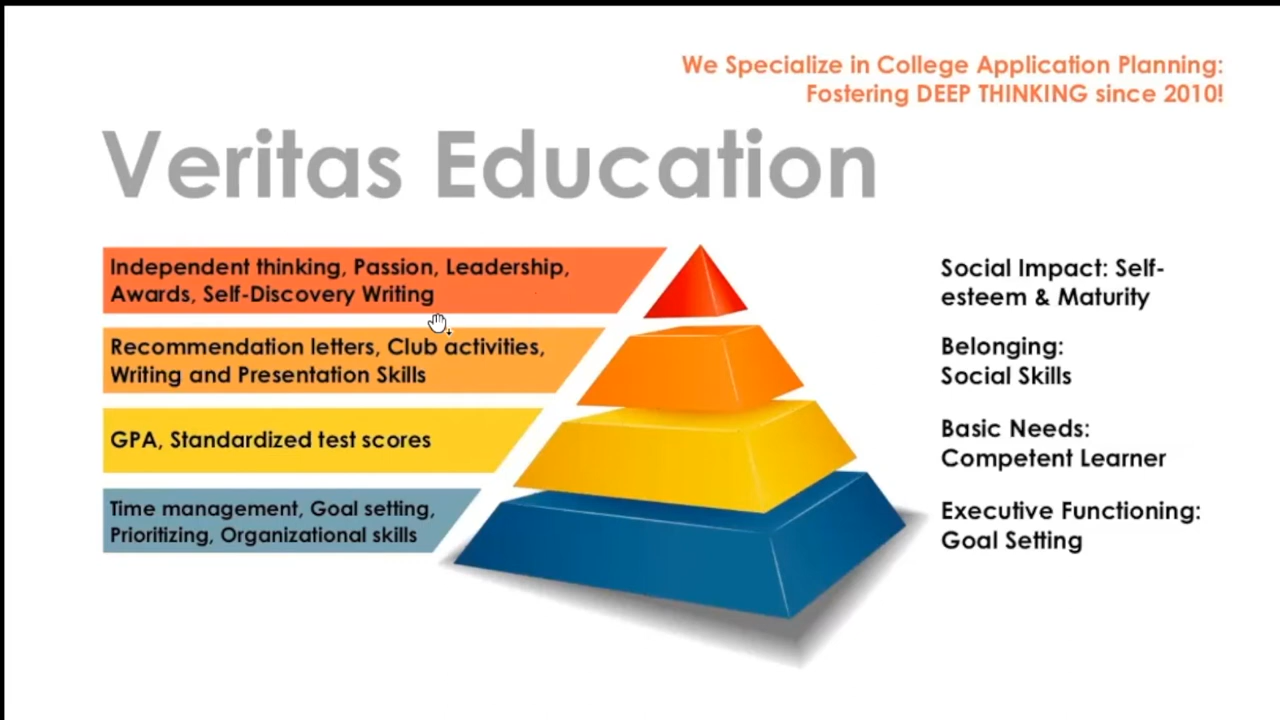 We Specialize in College Application Planning:
Fostering DEEP THINKING since 2010!
Veritas Education
Independent thinking, Passion, Leadership,
Awards, Self-Discovery Writing
Social Impact: Self-
esteem & Maturity
Recommendation letters, Club activities,
Writing and Presentation Skills
Belonging:
Social Skills
GPA, Standardized test scores
Basic Needs:
Competent Learner
Time management, Goal setting,
Prioritizing, Organizational skills
Executive Functioning:
Goal Setting